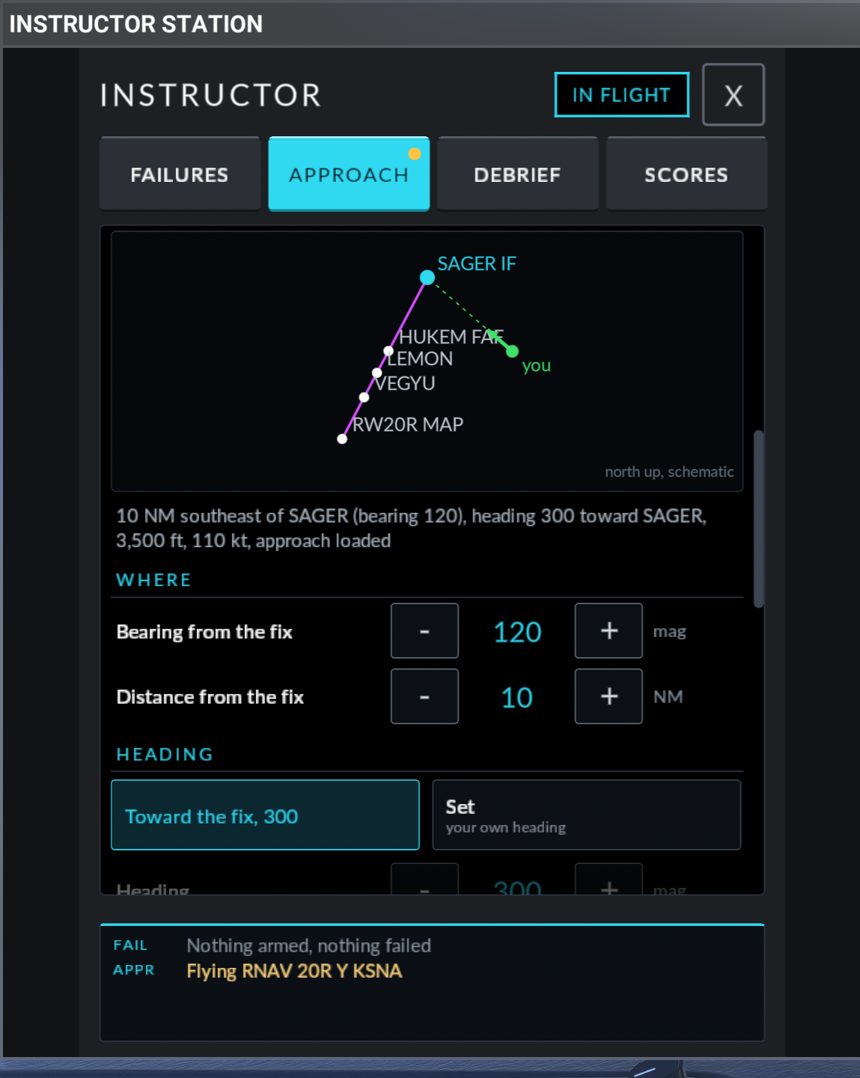 INSTRUCTOR STATION
INSTRUCTOR
IN FLIGHT
X
FAILURES
APPROACH
DEBRIEF
SCORES
SAGER IF
HUKEM FAF
you
LEMON
VEGYU
RW20R MAP
north up, schematic
10 NM southeast of SAGER (bearing 120), heading 300 toward SAGER,
3,500 ft, 110 kt, approach loaded
WHERE
Bearing from the fix - 120 + mag
Distance from the fix - 10 + NM
HEADING
Toward the fix, 300
Set
your own heading
Heading - 300 + mag
FAIL Nothing armed, nothing failed
APPR Flying RNAV 20R Y KSNA